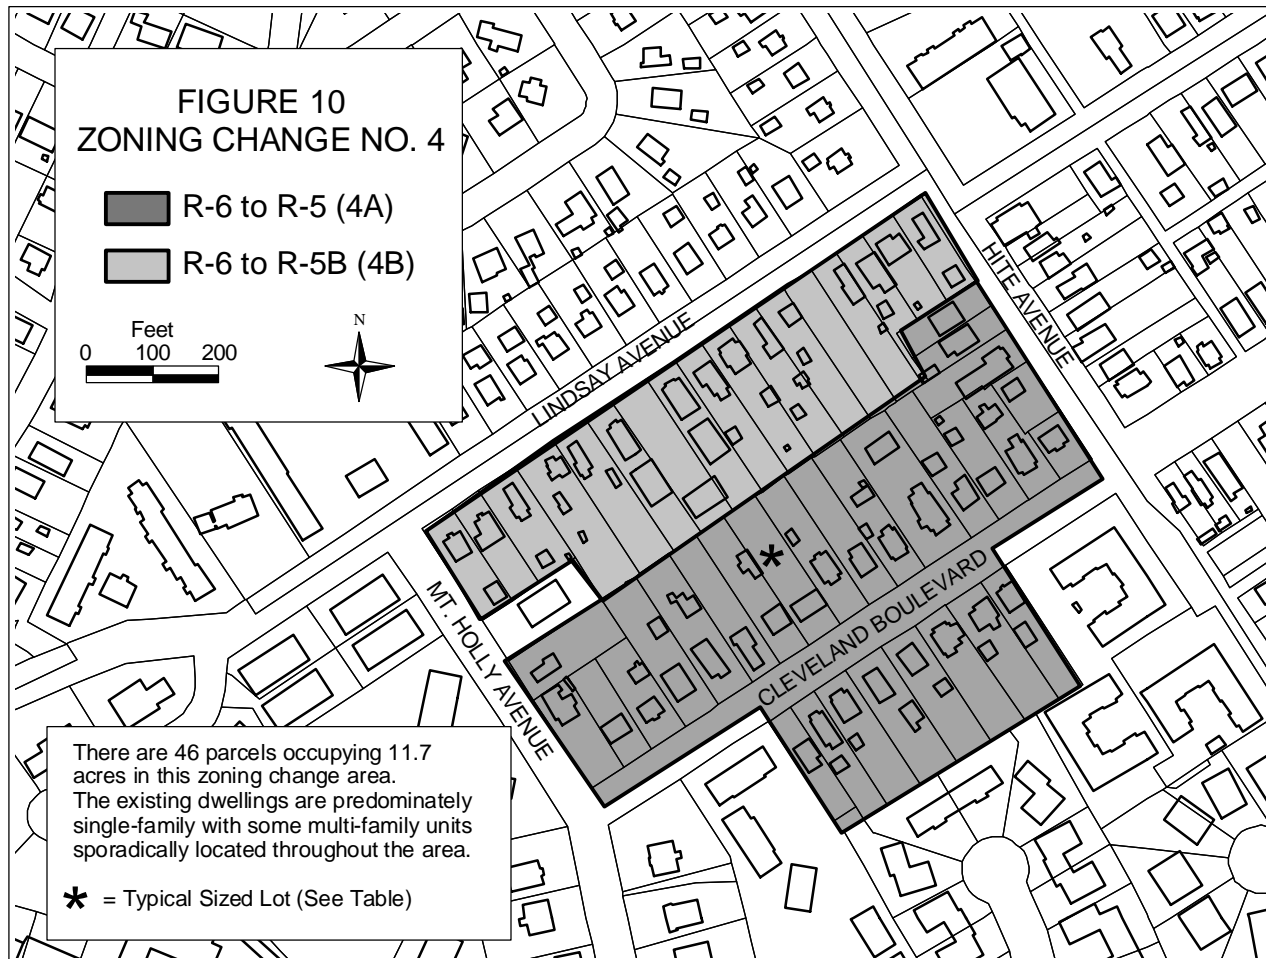 FIGURE 10
ZONING CHANGE NO. 4
R-6 to R-5 (4A)
R-6 to R-5B (4B)
Feet
0 100 200
N
LINDSAY AVENUE
HITE AVENUE
MT. HOLLY AVENUE
CLEVELAND BOULEVARD
*
There are 46 parcels occupying 11.7
acres in this zoning change area.
The existing dwellings are predominately
single-family with some multi-family units
sporadically located throughout the area.
* = Typical Sized Lot (See Table)